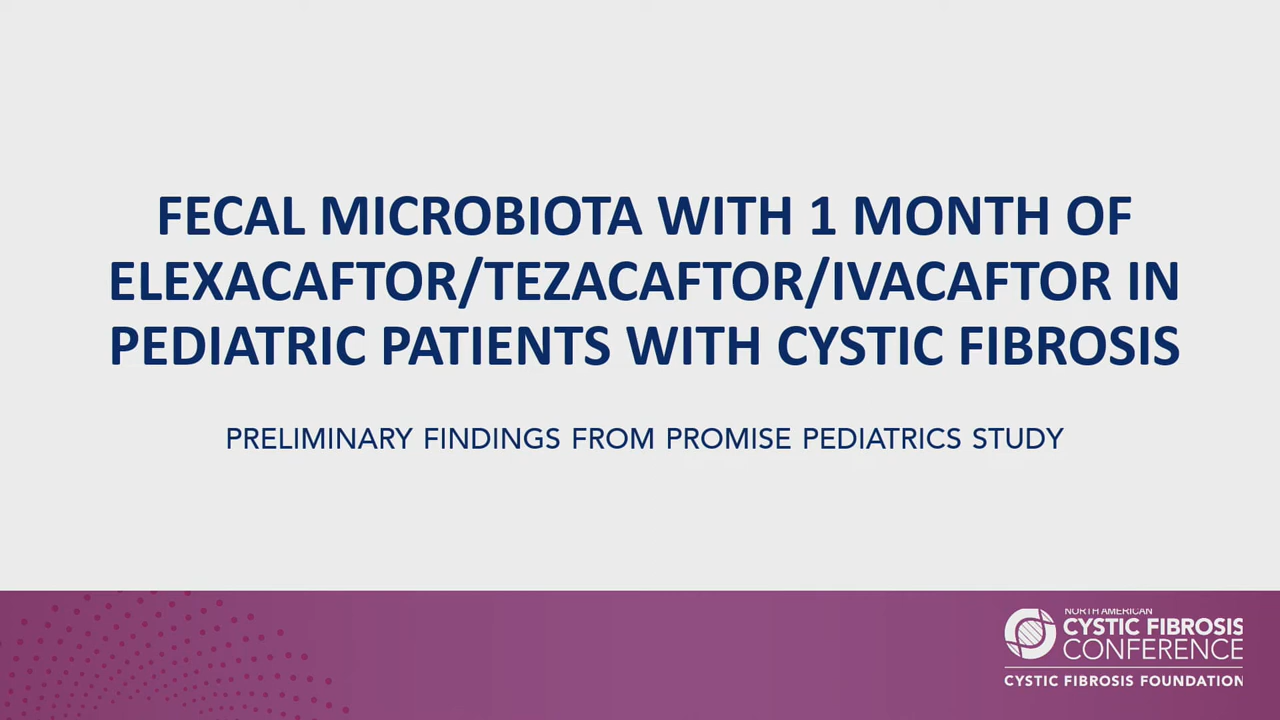 FECAL MICROBIOTA WITH 1 MONTH OF
ELEXACAFTOR/TEZACAFTOR/IVACAFTOR IN
PEDIATRIC PATIENTS WITH CYSTIC FIBROSIS
PRELIMINARY FINDINGS FROM PROMISE PEDIATRICS STUDY
NORTH AMERICAN
CYSTIC FIBROSIS
CONFERENCE
CYSTIC FIBROSIS FOUNDATION